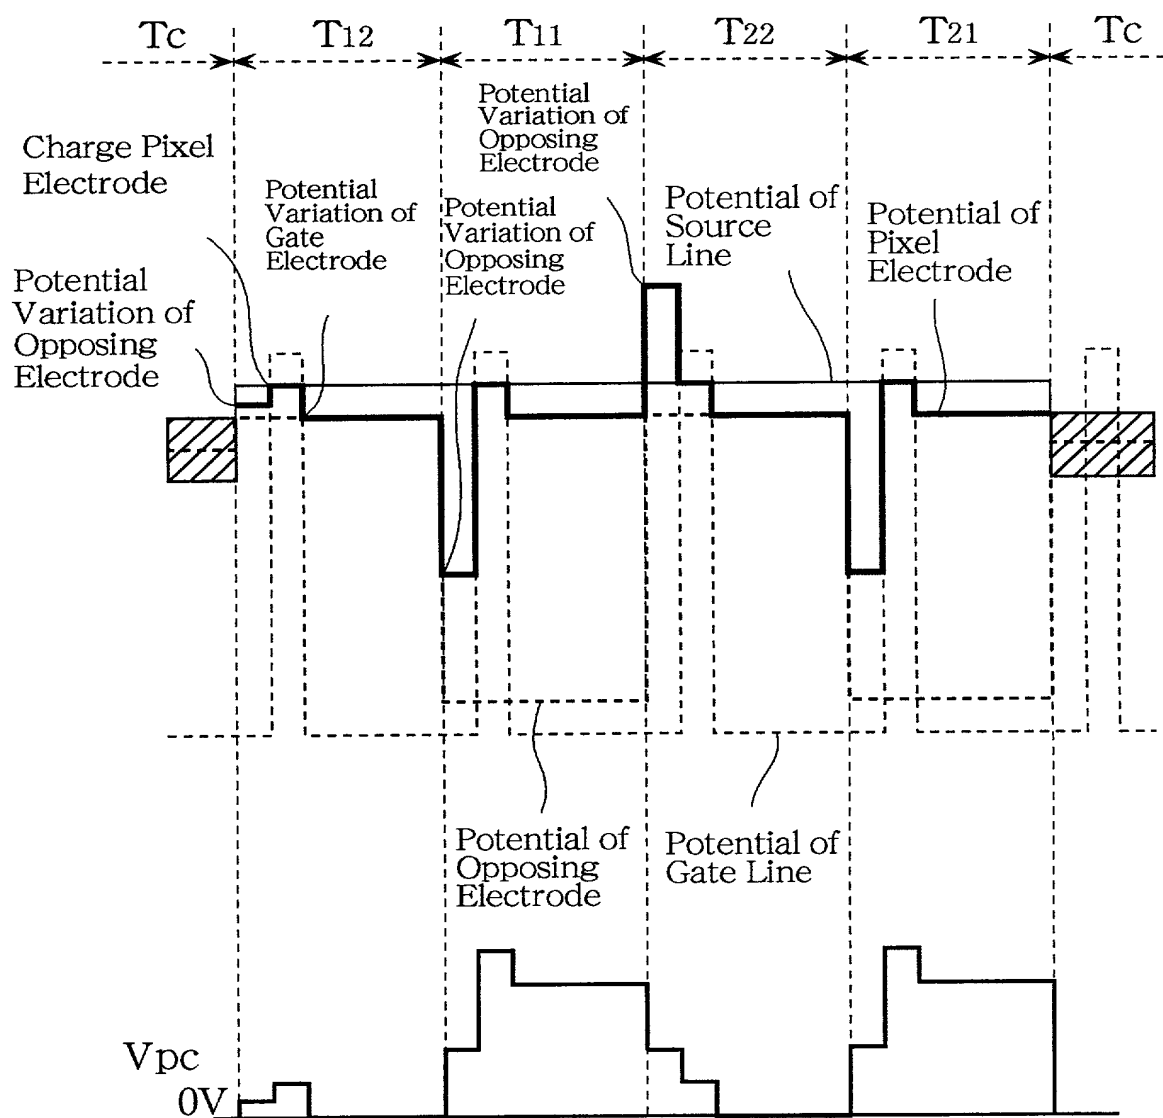 Tc
T12
T11
T22
T21
Tc
Potential
Variation of
Opposing
Electrode
Charge Pixel
Electrode
Potential
Variation of
Gate
Electrode
Potential
Variation of
Opposing
Electrode
Potential of
Source
Line
Potential of
Pixel
Electrode
Potential
Variation of
Opposing
Electrode
Potential of
Opposing
Electrode
Potential of
Gate Line
Vpc
0V